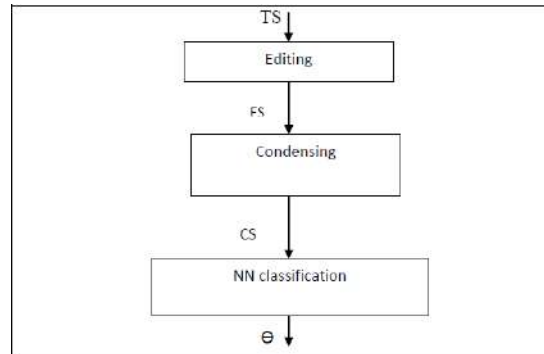 TS
Editing
ES
Condensing
CS
NN classification
Θ